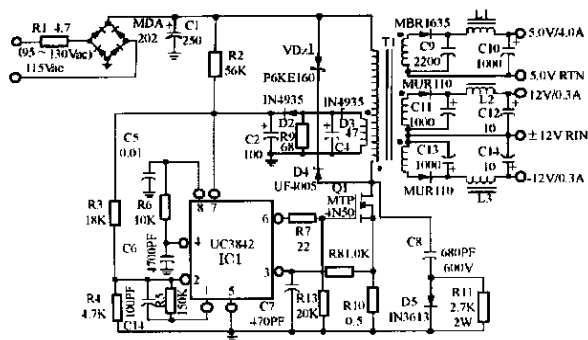 R1 4.7
(95～130Vac)
115Vac
MDA
202
C1
250
R2
56K
VDz1
P6KE160
T1
MBR1635
L1
5.0V/4.0A
C9
2200
C10
1000
5.0V RTN
MUR110
L2
12V/0.3A
C11
1000
C12
10
±12V RIN
C13
1000
C14
10
MUR110
L3
-12V/0.3A
IN4935
D2
IN4935
D3
R9
68
C2
100
47
C4
D4
UF4005
Q1
MTP
4N50
C5
0.01
R3
18K
R6
10K
C6
4700PF
8
7
4
2
1
5
6
3
UC3842
IC1
R7
22
R8 1.0K
C7
470PF
R13
20K
R10
0.5
R4
4.7K
100PF
C14
R5
150K
C8
680PF
600V
D5
IN3613
R11
2.7K
2W